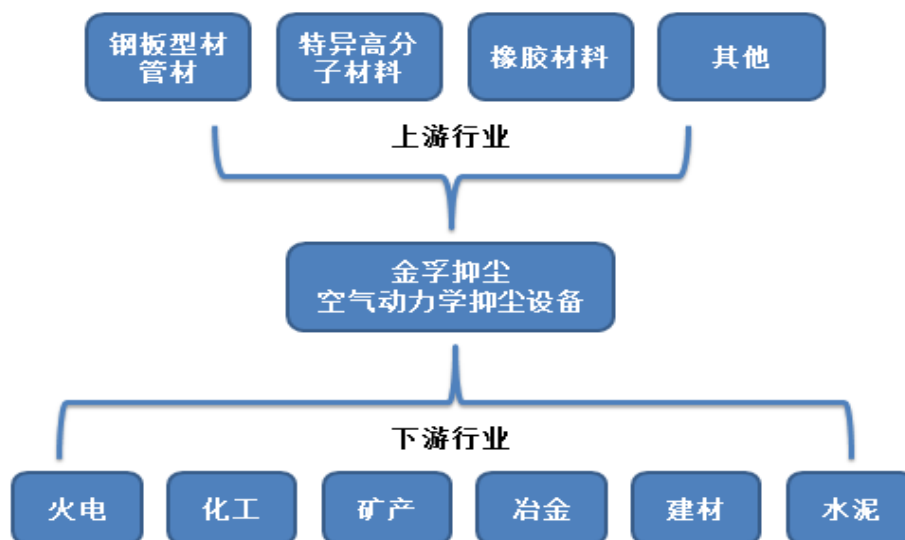 钢板型材
管材
特异高分
子材料
橡胶材料
其他
上游行业
金孚抑尘
空气动力学抑尘设备
下游行业
火电
化工
矿产
冶金
建材
水泥